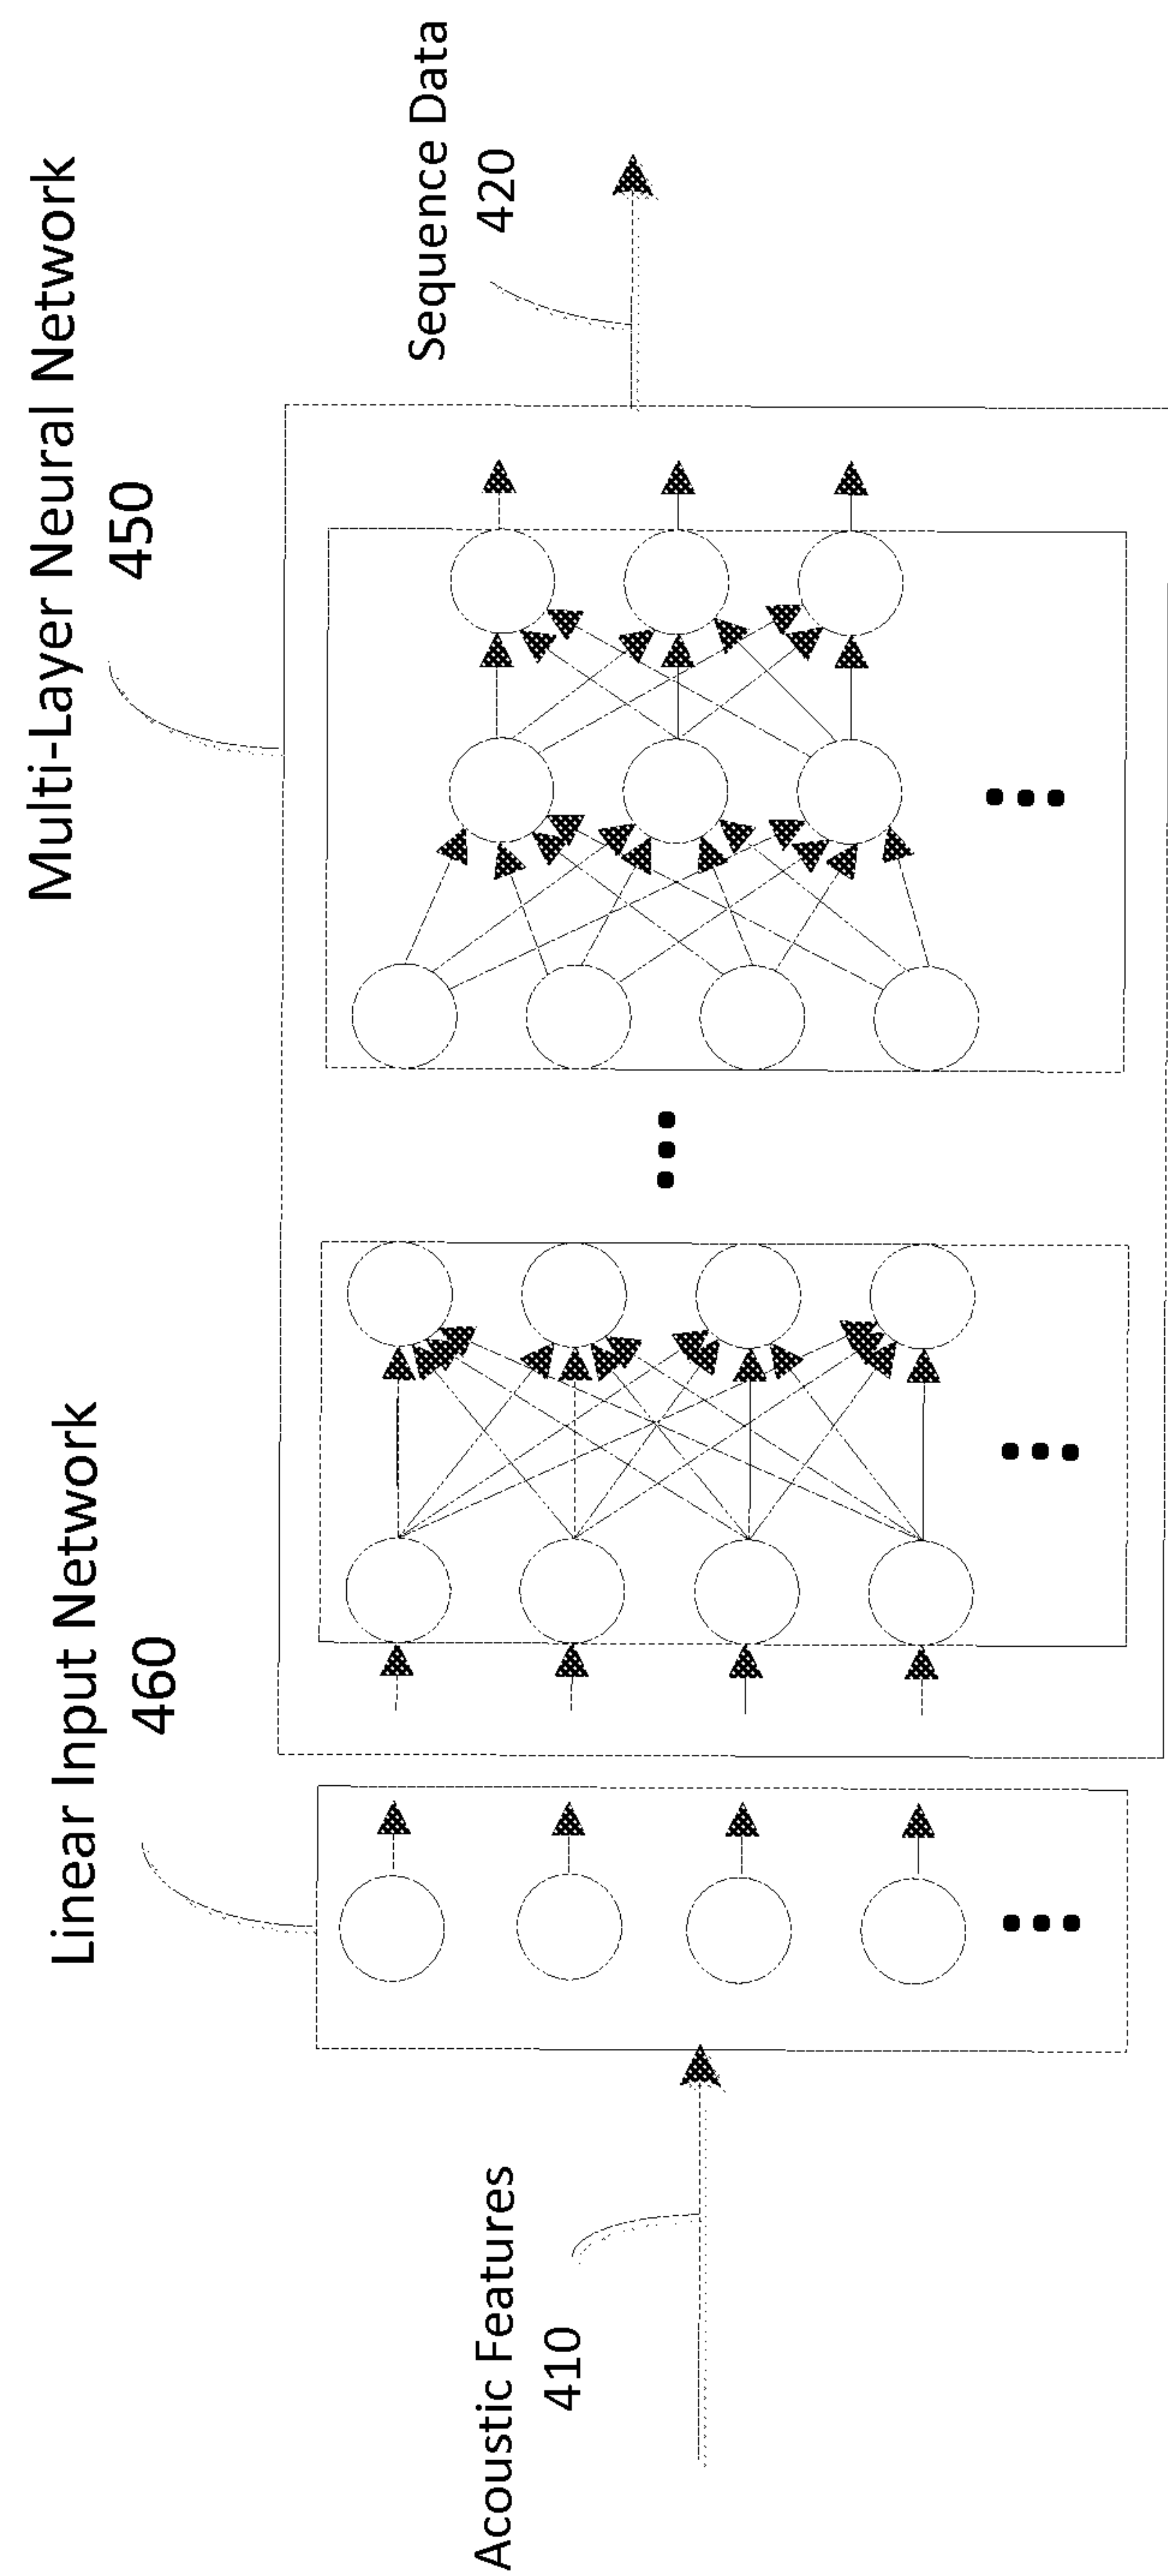 Multi-Layer Neural Network
450
Linear Input Network
460
Sequence Data
420
Acoustic Features
410